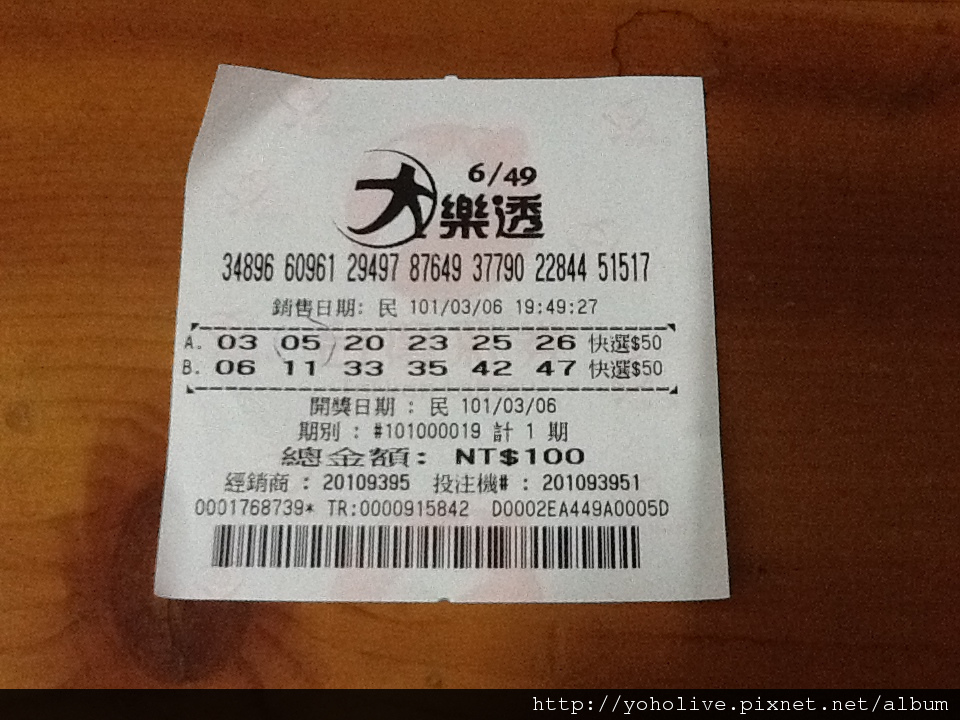 6/49
大樂透
34896 60961 29497 87649 37790 22844 51517
銷售日期: 民 101/03/06 19:49:27
A. 03 05 20 23 25 26 快選$50
B. 06 11 33 35 42 47 快選$50
開獎日期 : 民 101/03/06
期別 : #101000019 計 1 期
總金額: NT$100
經銷商 : 20109395 投注機# : 201093951
0001768739* TR:0000915842 D0002EA449A0005D
http://yoholive.pixnet.net/album